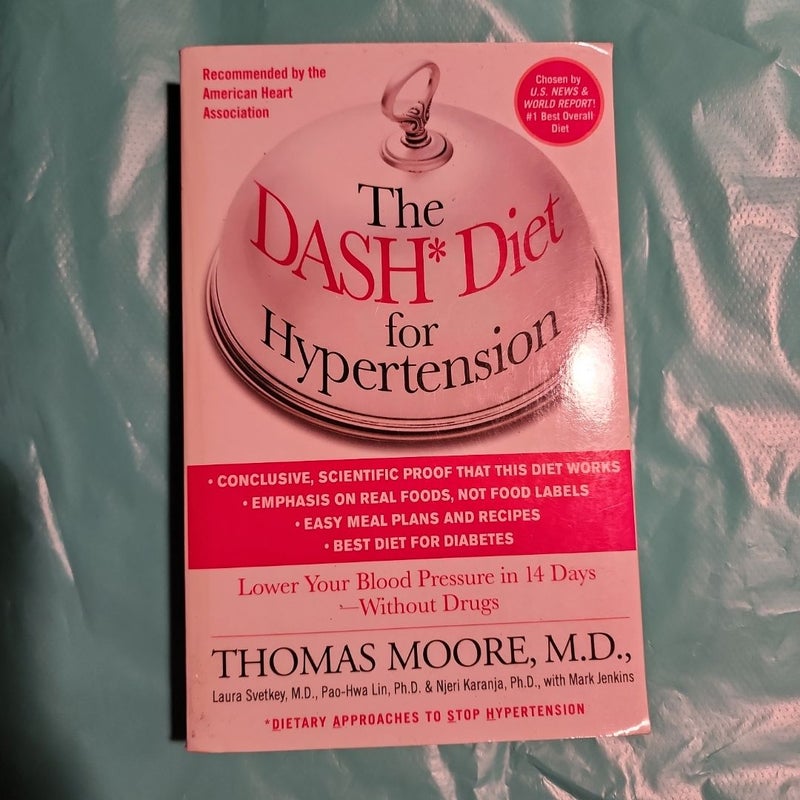 Recommended by the
American Heart
Association
Chosen by
U.S. NEWS &
WORLD REPORT!
#1 Best Overall
Diet
The
DASH* Diet
for
Hypertension
• CONCLUSIVE, SCIENTIFIC PROOF THAT THIS DIET WORKS
• EMPHASIS ON REAL FOODS, NOT FOOD LABELS
• EASY MEAL PLANS AND RECIPES
• BEST DIET FOR DIABETES
Lower Your Blood Pressure in 14 Days
—Without Drugs
THOMAS MOORE, M.D.,
Laura Svetkey, M.D., Pao-Hwa Lin, Ph.D. & Njeri Karanja, Ph.D., with Mark Jenkins
*DIETARY APPROACHES TO STOP HYPERTENSION